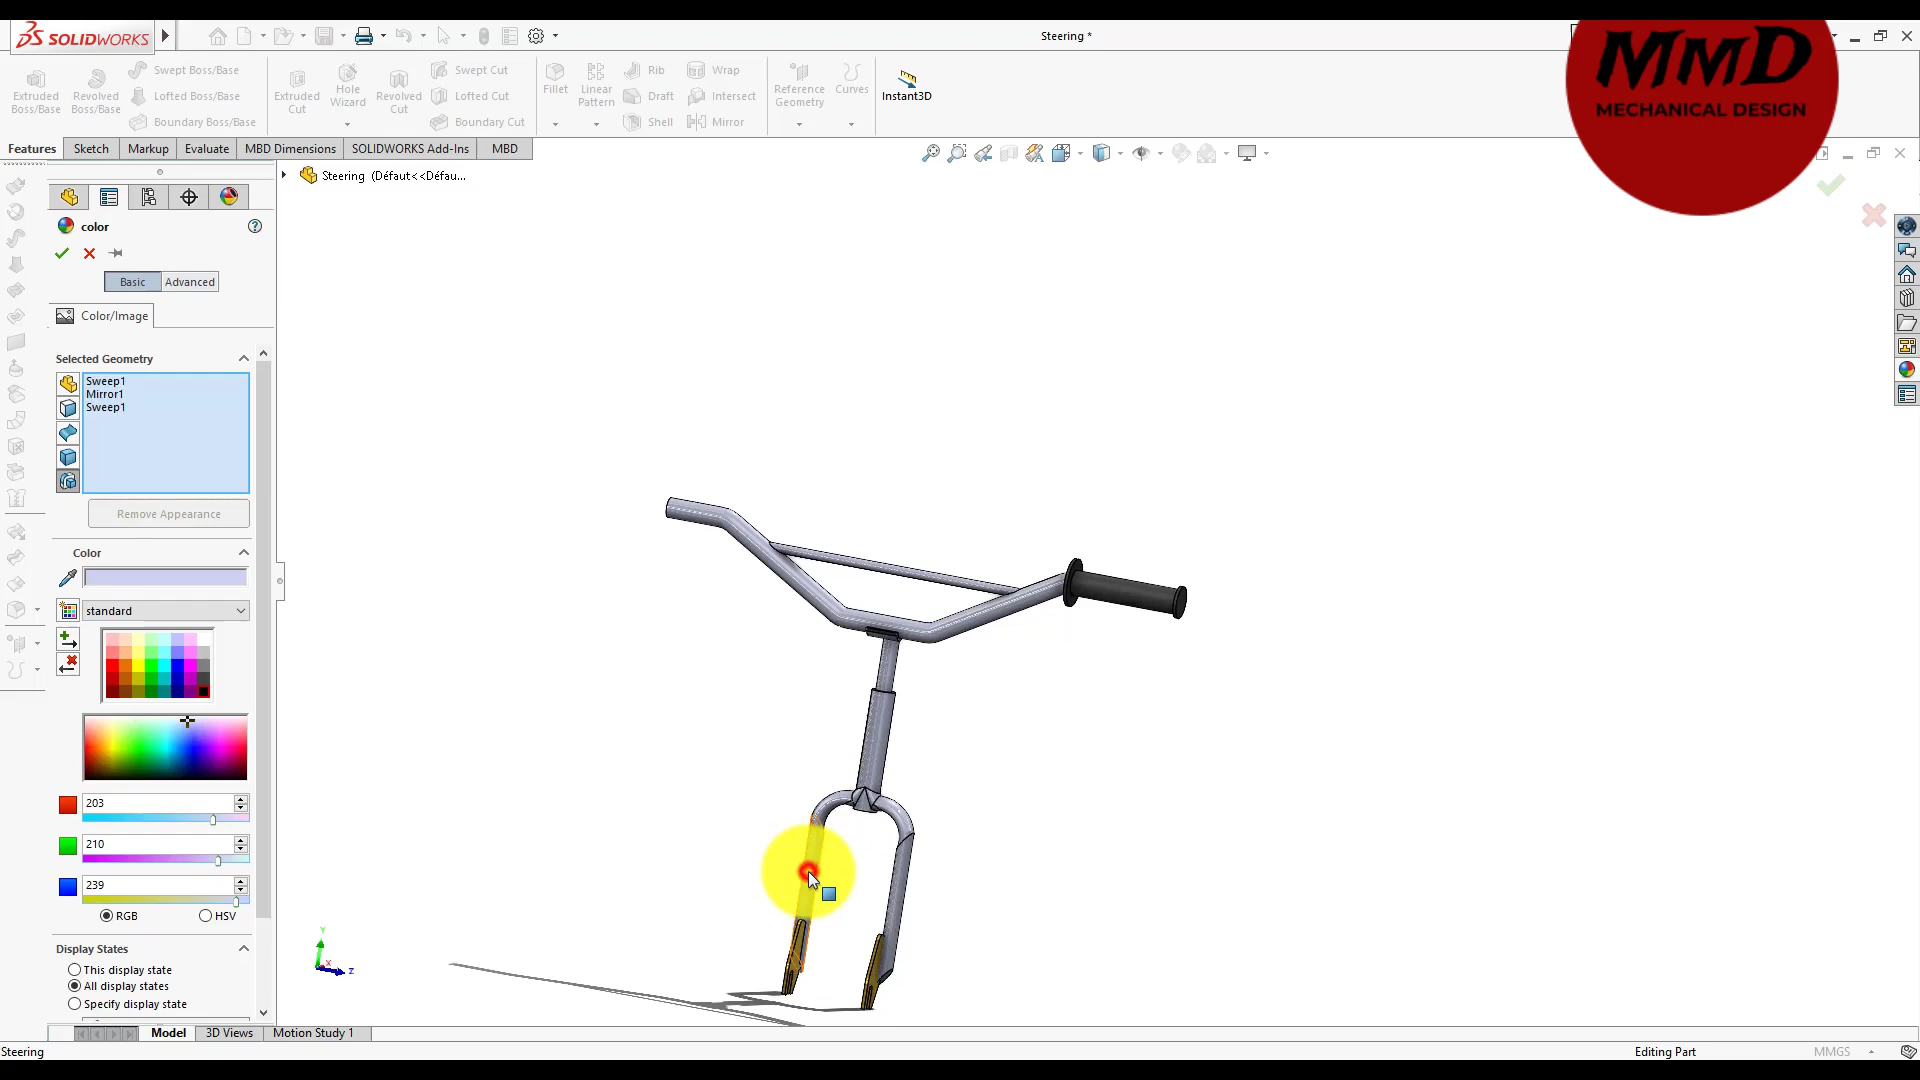 SOLIDWORKS
Steering *
MMD
MECHANICAL DESIGN
Extruded Boss/Base
Revolved Boss/Base
Swept Boss/Base
Lofted Boss/Base
Boundary Boss/Base
Extruded Cut
Hole Wizard
Revolved Cut
Swept Cut
Lofted Cut
Boundary Cut
Fillet
Linear Pattern
Rib
Draft
Shell
Wrap
Intersect
Mirror
Reference Geometry
Curves
Instant3D
Features
Sketch
Markup
Evaluate
MBD Dimensions
SOLIDWORKS Add-Ins
MBD
Steering (Défaut<<Défau...
color
Basic
Advanced
Color/Image
Selected Geometry
Sweep1
Mirror1
Sweep1
Remove Appearance
Color
standard
203
210
239
RGB
HSV
Display States
This display state
All display states
Specify display state
Y
X
Z
Model
3D Views
Motion Study 1
Steering
Editing Part
MMGS